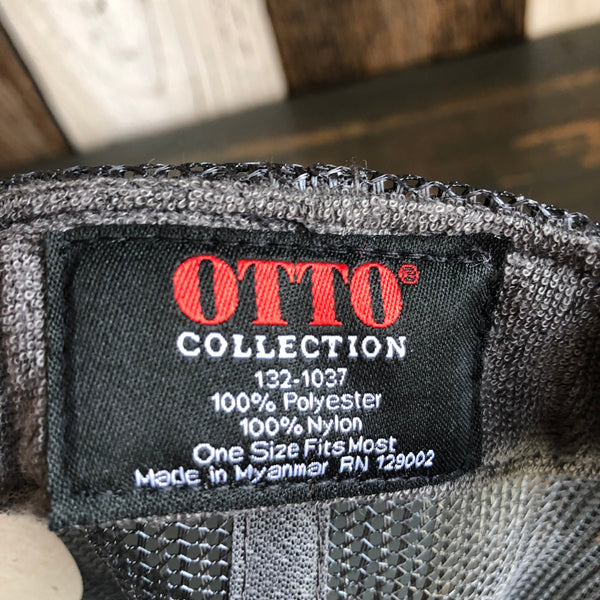 OTTO®
COLLECTION
132-1037
100% Polyester
100% Nylon
One Size Fits Most
Made in Myanmar RN 129002